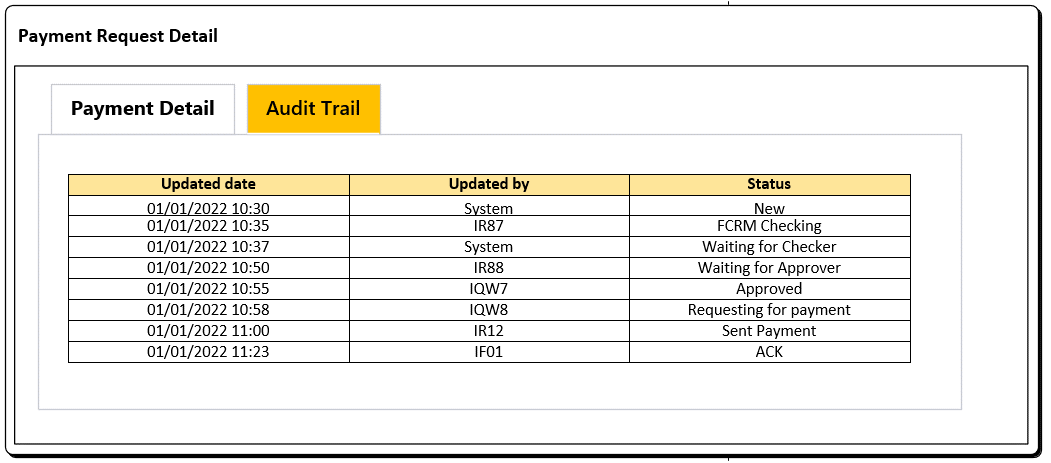 Payment Request Detail
Payment Detail Audit Trail
Updated date Updated by Status
01/01/2022 10:30 System New
01/01/2022 10:35 IR87 FCRM Checking
01/01/2022 10:37 System Waiting for Checker
01/01/2022 10:50 IR88 Waiting for Approver
01/01/2022 10:55 IQW7 Approved
01/01/2022 10:58 IQW8 Requesting for payment
01/01/2022 11:00 IR12 Sent Payment
01/01/2022 11:23 IF01 ACK